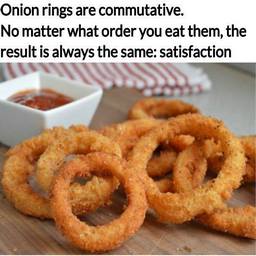 Onion rings are commutative.
No matter what order you eat them, the
result is always the same: satisfaction